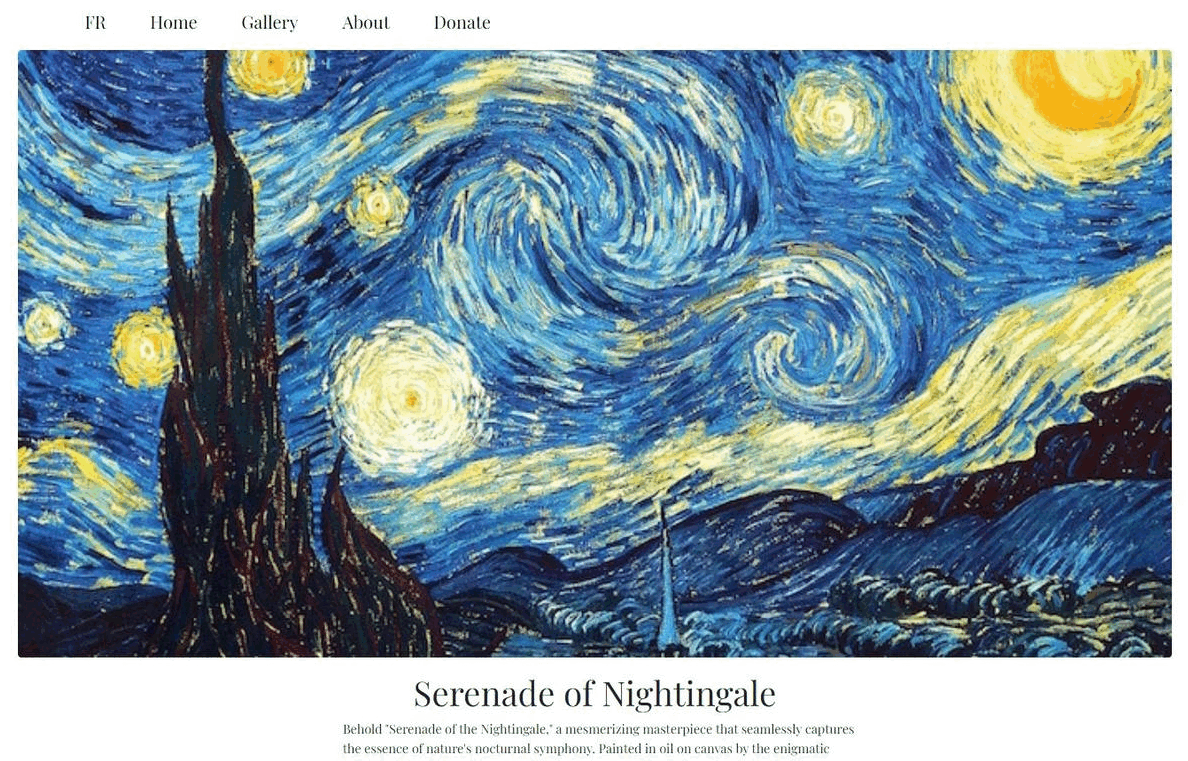 FR Home Gallery About Donate
Serenade of Nightingale
Behold "Serenade of the Nightingale," a mesmerizing masterpiece that seamlessly captures
the essence of nature's nocturnal symphony. Painted in oil on canvas by the enigmatic